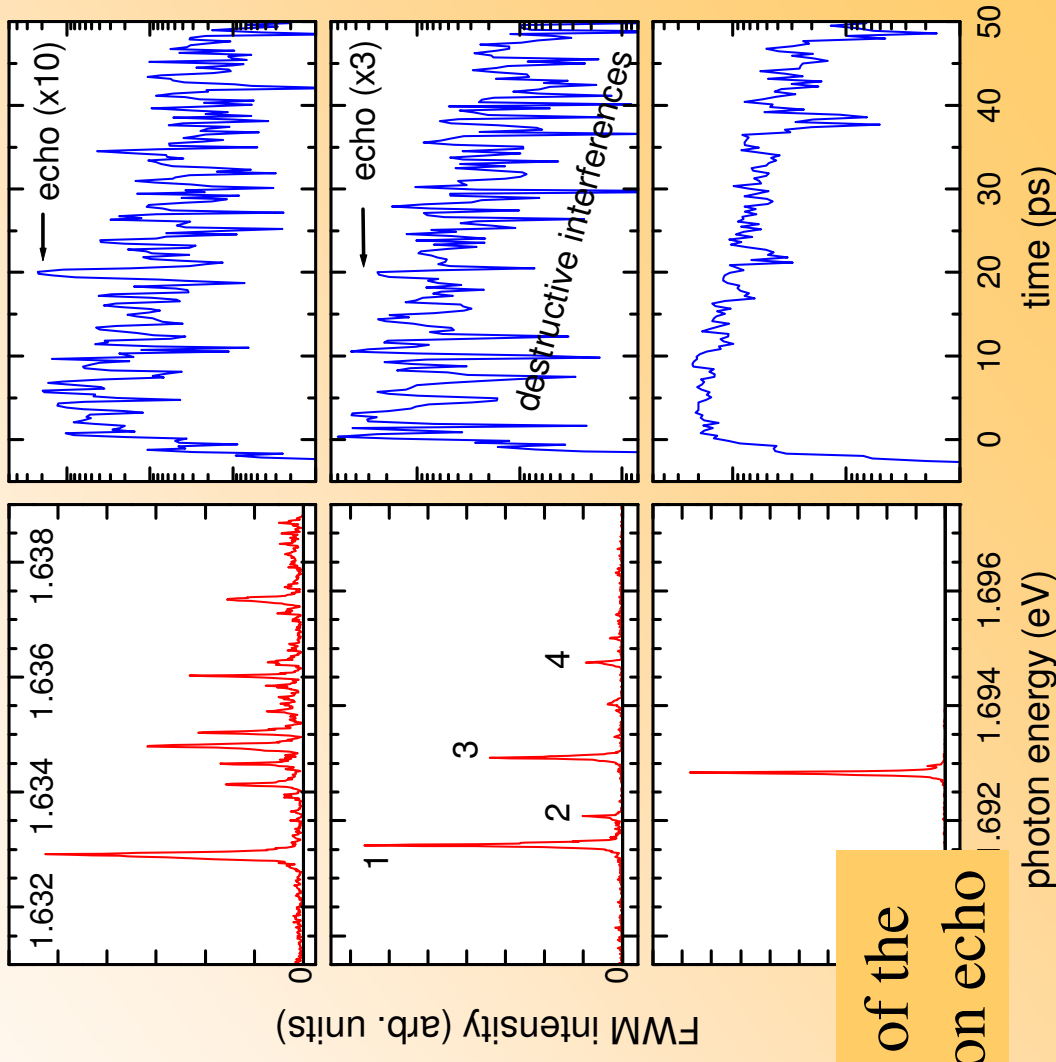 echo (x10)
1.632
1.634
1.636
1.638
0
echo (x3)
destructive interferences
1
2
3
4
0
0
10
20
30
40
50
time (ps)
1.692
1.694
1.696
photon energy (eV)
FWM intensity (arb. units)
of the
on echo